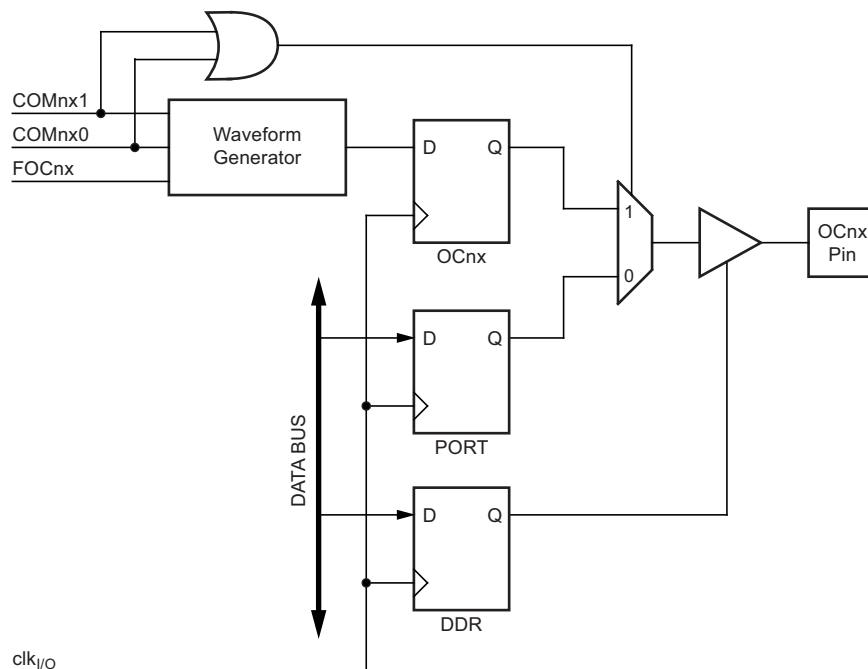 COMnx1
COMnx0
FOCnx
Waveform
Generator
D Q
OCnx
1
0
OCnx
Pin
D Q
PORT
DATA BUS
D Q
DDR
clkI/O